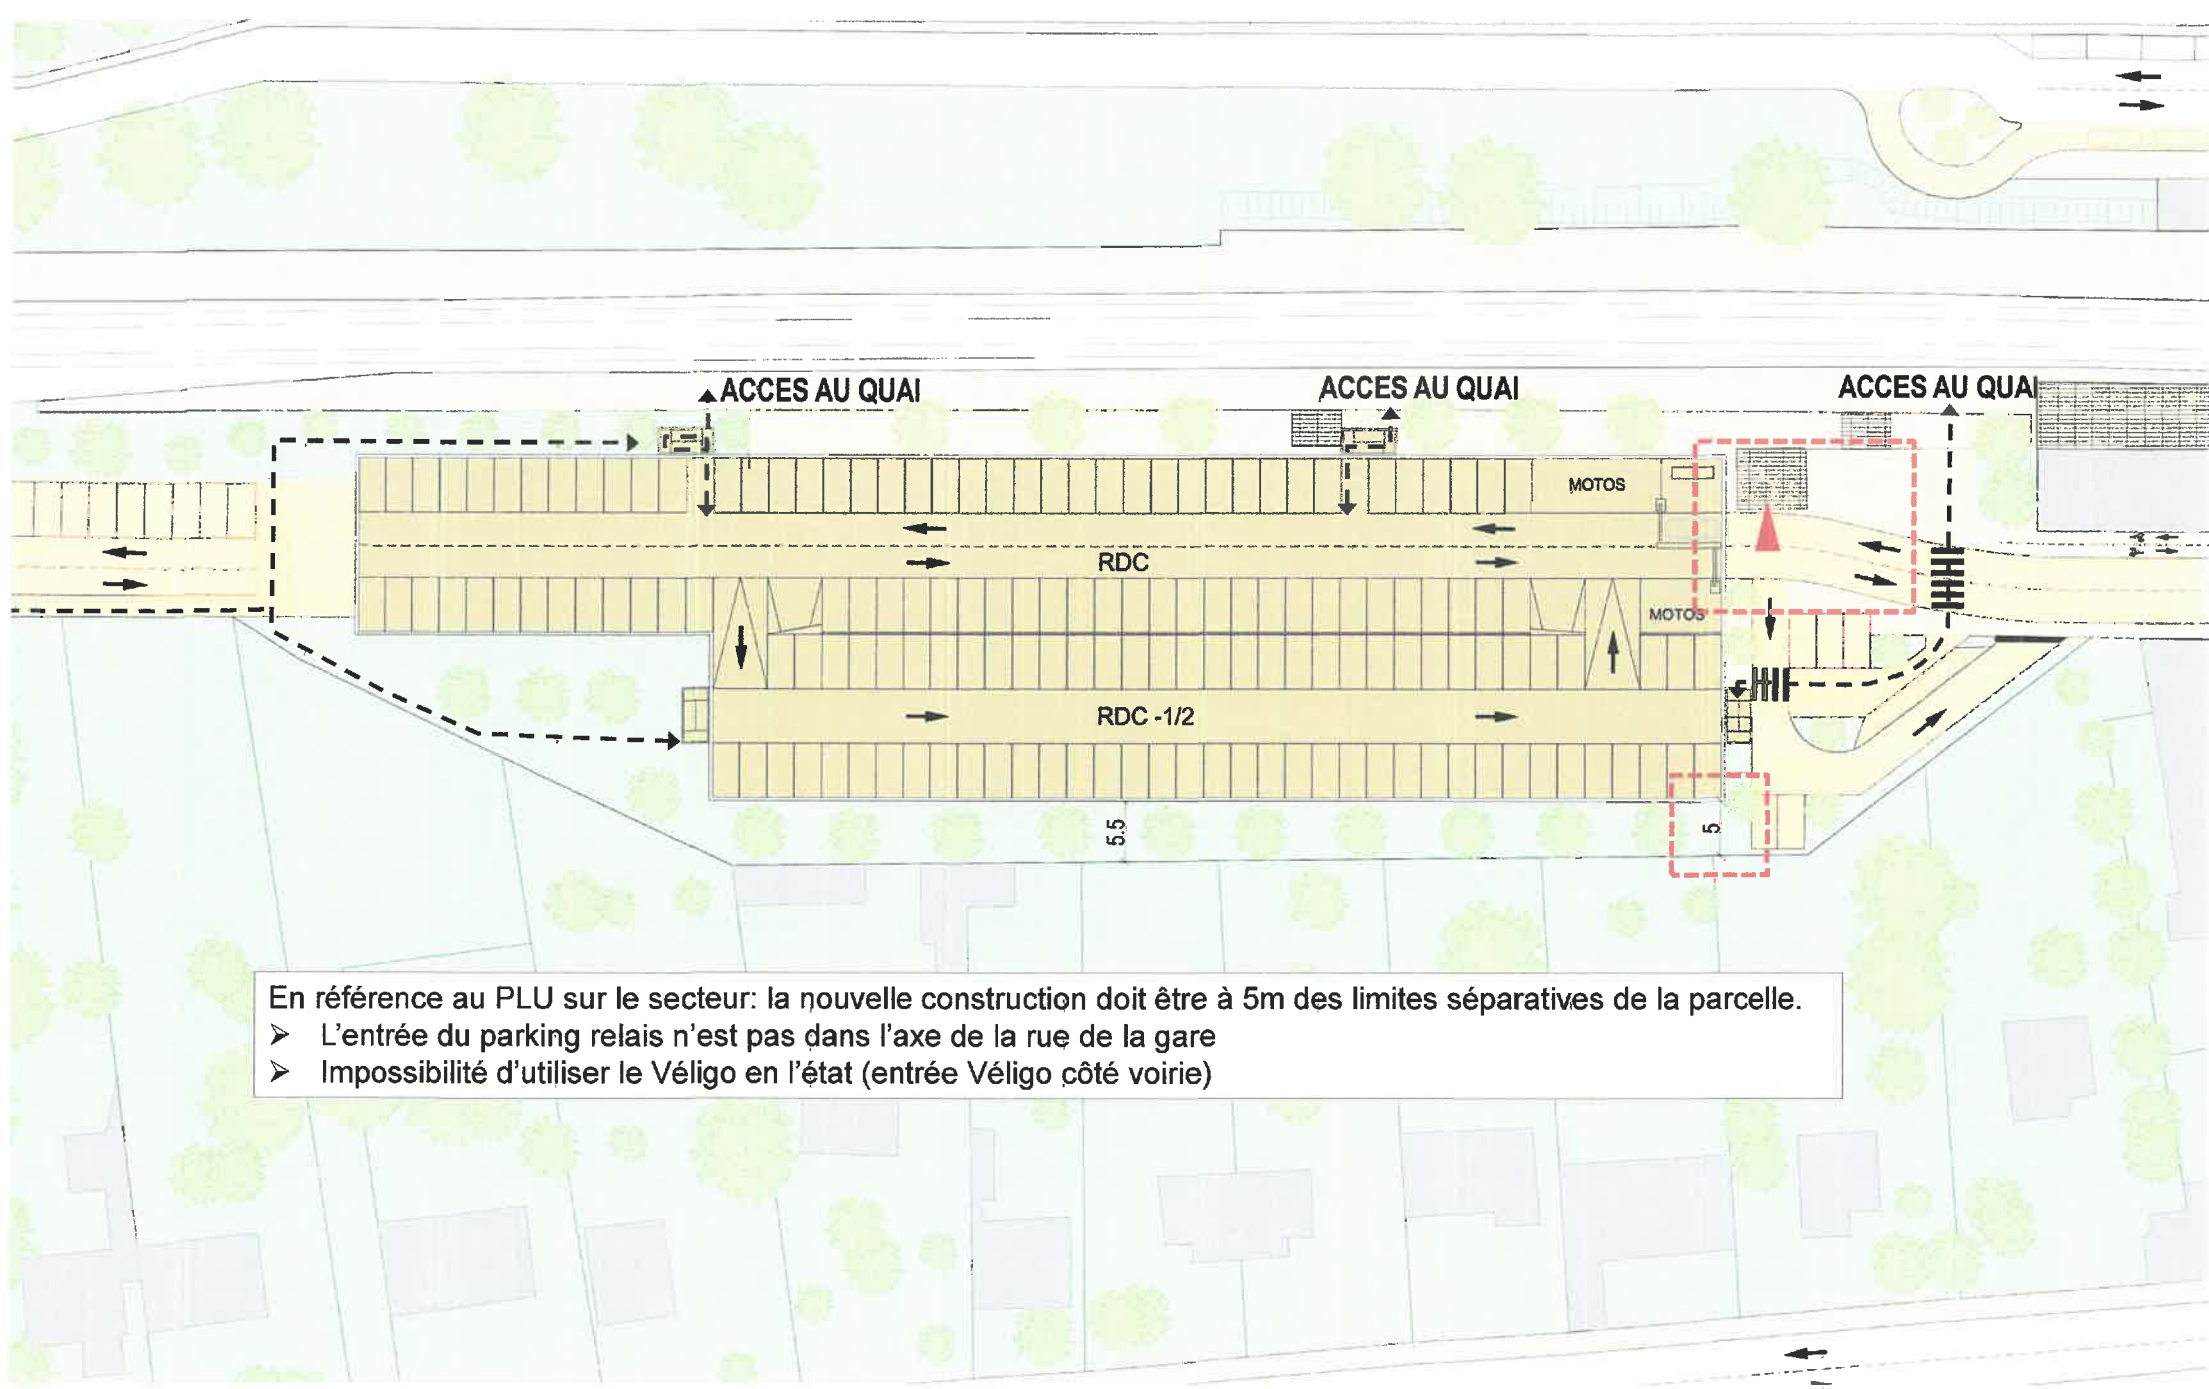 ACCES AU QUAI
ACCES AU QUAI
ACCES AU QUAI
MOTOS
RDC
MOTOS
RDC -1/2
5.5
5
En référence au PLU sur le secteur: la nouvelle construction doit être à 5m des limites séparatives de la parcelle.
➢ L'entrée du parking relais n'est pas dans l'axe de la rue de la gare
➢ Impossibilité d'utiliser le Véligo en l'état (entrée Véligo côté voirie)